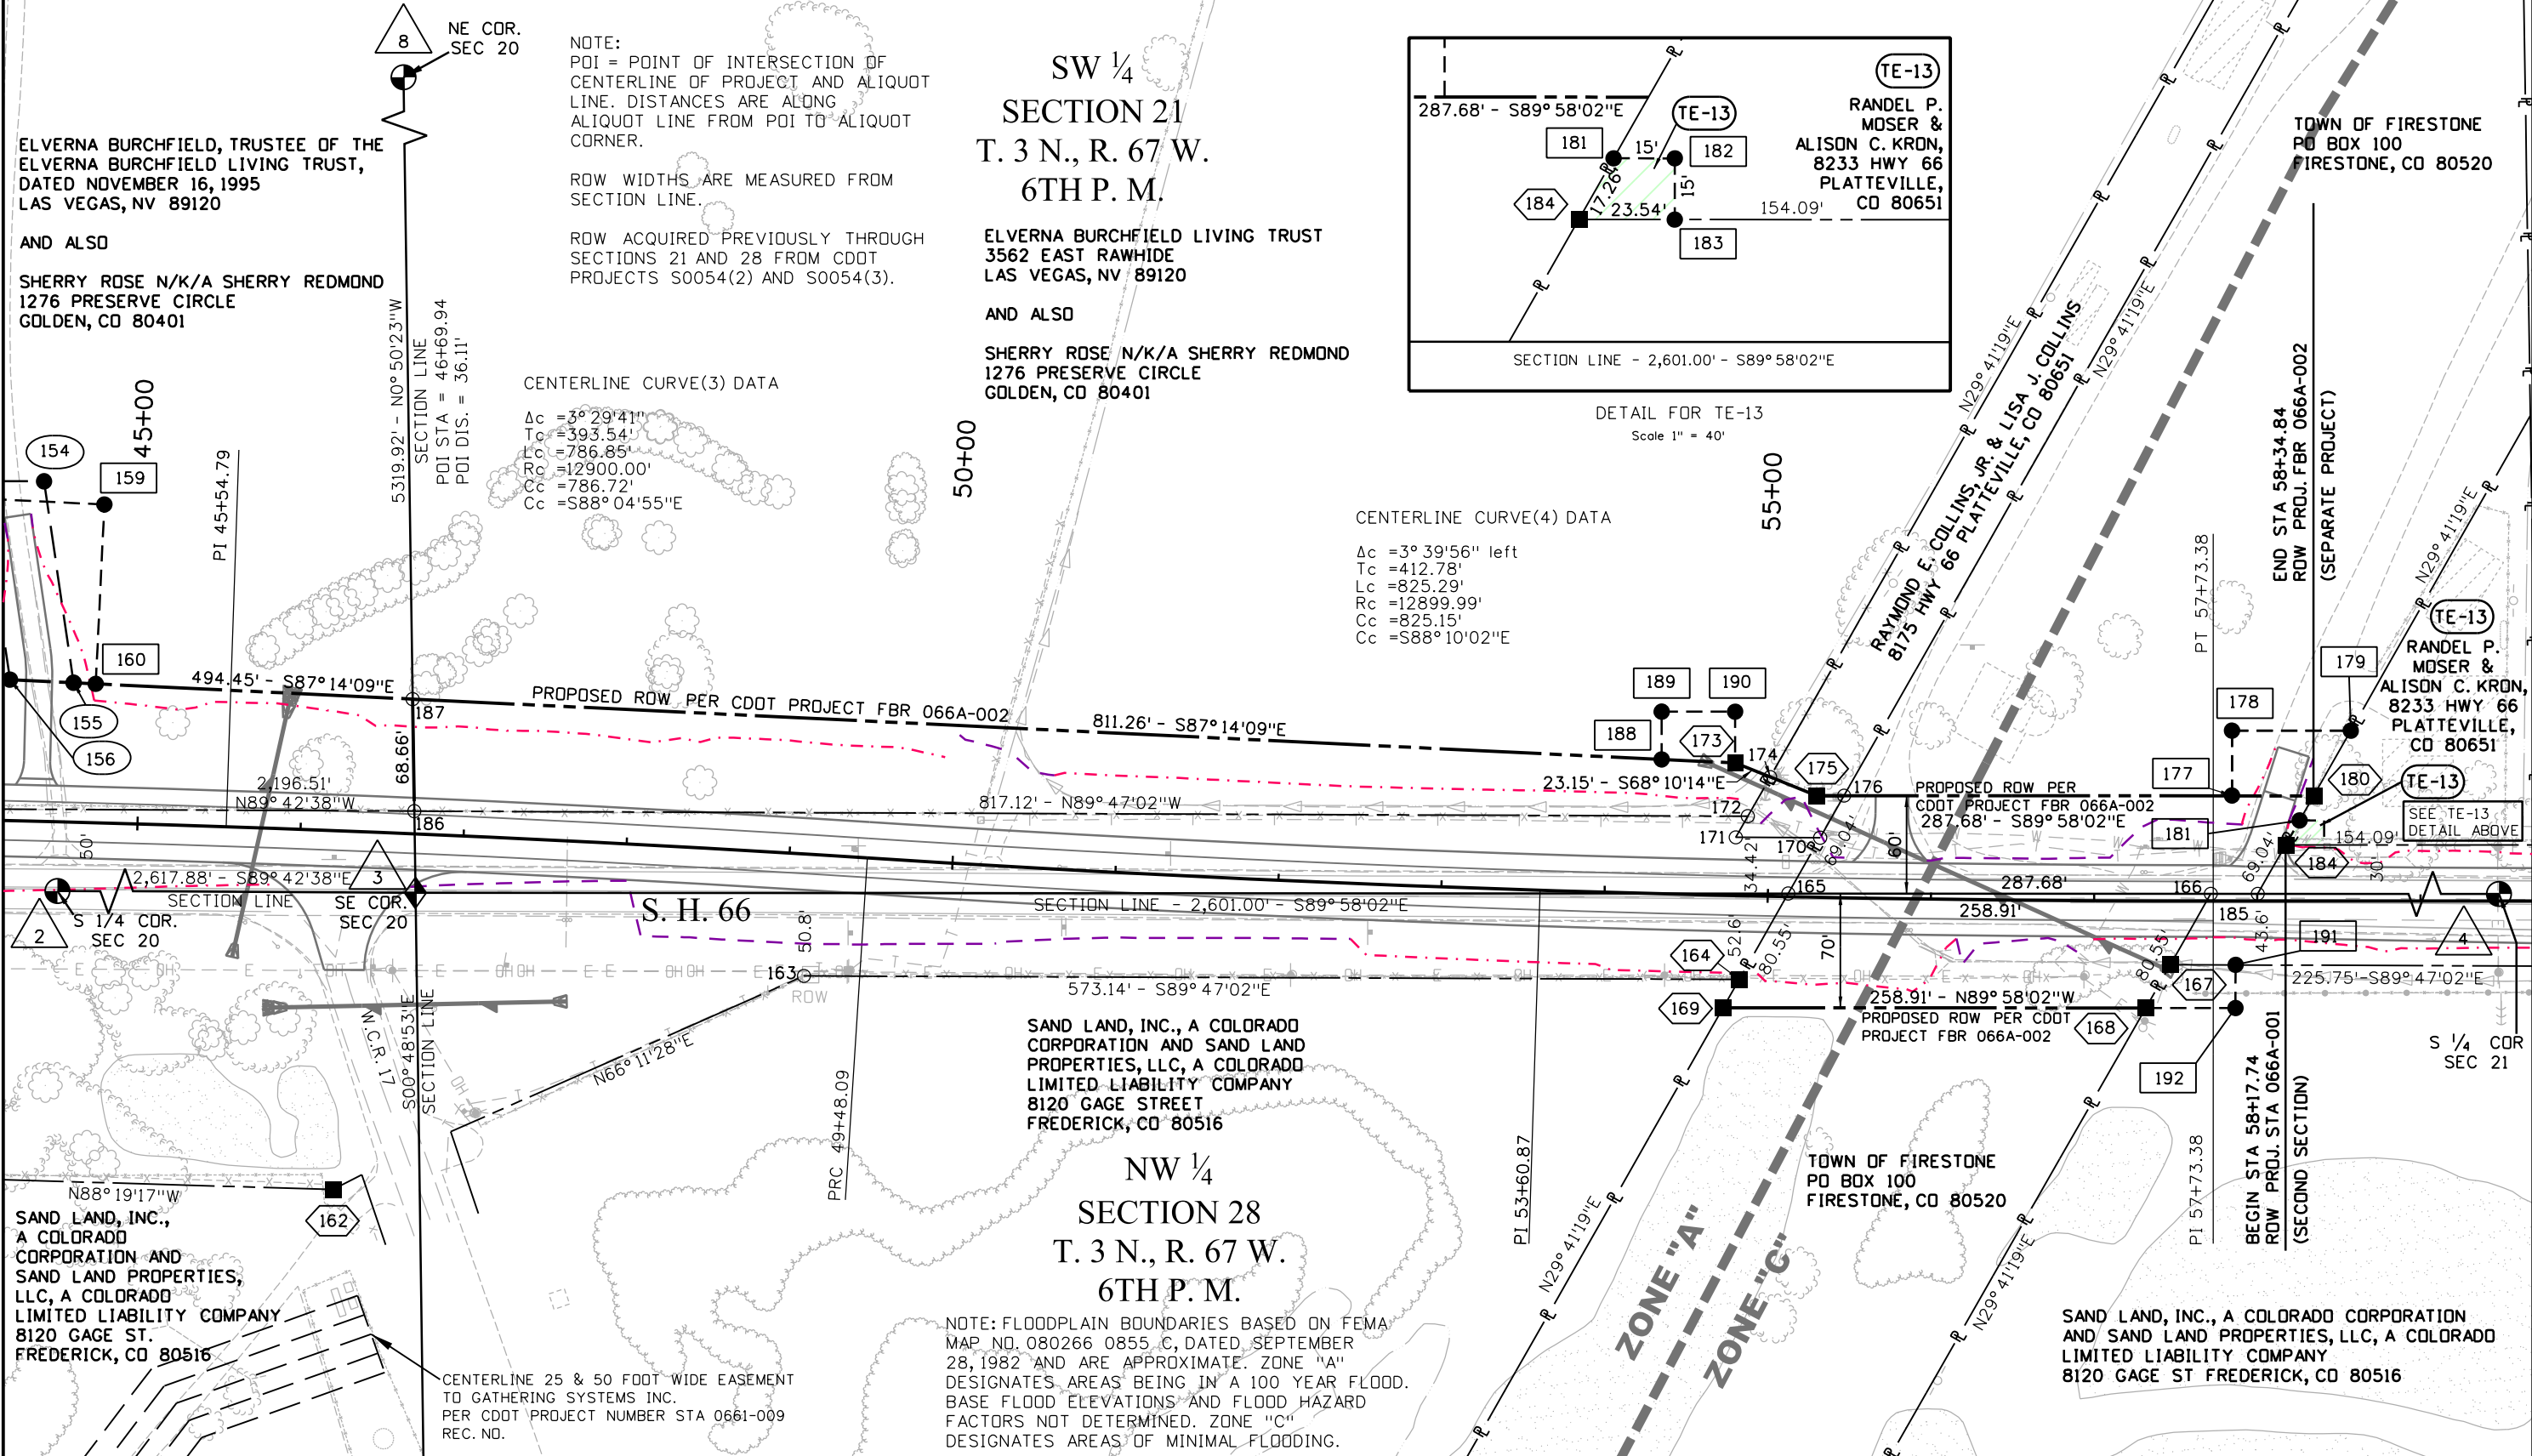 8
NE COR.
SEC 20
NOTE:
POI = POINT OF INTERSECTION OF
CENTERLINE OF PROJECT AND ALIQUOT
LINE. DISTANCES ARE ALONG
ALIQUOT LINE FROM POI TO ALIQUOT
CORNER.
ROW WIDTHS ARE MEASURED FROM
SECTION LINE.
ROW ACQUIRED PREVIOUSLY THROUGH
SECTIONS 21 AND 28 FROM CDOT
PROJECTS S0054(2) AND S0054(3).
ELVERNA BURCHFIELD, TRUSTEE OF THE
ELVERNA BURCHFIELD LIVING TRUST,
DATED NOVEMBER 16, 1995
LAS VEGAS, NV 89120
AND ALSO
SHERRY ROSE N/K/A SHERRY REDMOND
1276 PRESERVE CIRCLE
GOLDEN, CO 80401
SW ¼
SECTION 21
T. 3 N., R. 67 W.
6TH P. M.
ELVERNA BURCHFIELD LIVING TRUST
3562 EAST RAWHIDE
LAS VEGAS, NV 89120
AND ALSO
SHERRY ROSE N/K/A SHERRY REDMOND
1276 PRESERVE CIRCLE
GOLDEN, CO 80401
287.68' - S89°58'02"E
TE-13
TE-13
RANDEL P.
MOSER &
ALISON C. KRON,
8233 HWY 66
PLATTEVILLE,
CO 80651
181
15'
182
184
17.26'
23.54'
15'
154.09'
183
SECTION LINE - 2,601.00' - S89°58'02"E
DETAIL FOR TE-13
Scale 1" = 40'
TOWN OF FIRESTONE
PO BOX 100
FIRESTONE, CO 80520
N29°41'19"E
N29°41'19"E
RAYMOND E. COLLINS, JR. & LISA J. COLLINS
8175 HWY 66 PLATTEVILLE, CO 80651
END STA 58+34.84
ROW PROJ. FBR 066A-002
(SEPARATE PROJECT)
N29°41'19"E
5319.92' - N0°50'23"W
SECTION LINE
POI STA = 46+69.94
POI DIS. = 36.11'
CENTERLINE CURVE(3) DATA
Δc =3°29'41"
Tc =393.54'
Lc =786.85'
Rc =12900.00'
Cc =786.72'
Cc =S88°04'55"E
CENTERLINE CURVE(4) DATA
Δc =3°39'56" left
Tc =412.78'
Lc =825.29'
Rc =12899.99'
Cc =825.15'
Cc =S88°10'02"E
45+00
50+00
55+00
154
159
PI 45+54.79
PT 57+73.38
160
155
156
494.45' - S87°14'09"E
187
PROPOSED ROW PER CDOT PROJECT FBR 066A-002
811.26' - S87°14'09"E
189
190
188
173
174
175
176
23.15' - S68°10'14"E
178
179
TE-13
RANDEL P.
MOSER &
ALISON C. KRON,
8233 HWY 66
PLATTEVILLE,
CO 80651
177
180
TE-13
SEE TE-13
DETAIL ABOVE
PROPOSED ROW PER
CDOT PROJECT FBR 066A-002
287.68' - S89°58'02"E
181
154.09'
184
30'
69.04'
2,196.51'
N89°42'38"W
68.66'
186
817.12' - N89°47'02"W
172
171
170
34.42'
69.04'
60'
50'
2,617.88' - S89°42'38"E
SECTION LINE
3
SE COR.
SEC 20
2
S 1/4 COR.
SEC 20
S. H. 66
SECTION LINE - 2,601.00' - S89°58'02"E
165
287.68'
258.91'
166
185
43.6'
191
4
50.8'
163
ROW
573.14' - S89°47'02"E
52.6'
164
80.55'
70'
169
258.91' - N89°58'02"W
PROPOSED ROW PER CDOT
PROJECT FBR 066A-002
80.55'
167
168
225.75'-S89°47'02"E
192
S ¼ COR
SEC 21
W.C.R. 17
S00°48'53"E
SECTION LINE
N66°11'28"E
PRC 49+48.09
SAND LAND, INC., A COLORADO
CORPORATION AND SAND LAND
PROPERTIES, LLC, A COLORADO
LIMITED LIABILITY COMPANY
8120 GAGE STREET
FREDERICK, CO 80516
NW ¼
SECTION 28
T. 3 N., R. 67 W.
6TH P. M.
PI 53+60.87
N29°41'19"E
ZONE "A"
ZONE "C"
TOWN OF FIRESTONE
PO BOX 100
FIRESTONE, CO 80520
N29°41'19"E
PI 57+73.38
BEGIN STA 58+17.74
ROW PROJ. STA 066A-001
(SECOND SECTION)
N88°19'17"W
162
SAND LAND, INC.,
A COLORADO
CORPORATION AND
SAND LAND PROPERTIES,
LLC, A COLORADO
LIMITED LIABILITY COMPANY
8120 GAGE ST.
FREDERICK, CO 80516
CENTERLINE 25 & 50 FOOT WIDE EASEMENT
TO GATHERING SYSTEMS INC.
PER CDOT PROJECT NUMBER STA 0661-009
REC. NO.
NOTE: FLOODPLAIN BOUNDARIES BASED ON FEMA
MAP NO. 080266 0855 C, DATED SEPTEMBER
28, 1982 AND ARE APPROXIMATE. ZONE "A"
DESIGNATES AREAS BEING IN A 100 YEAR FLOOD.
BASE FLOOD ELEVATIONS AND FLOOD HAZARD
FACTORS NOT DETERMINED. ZONE "C"
DESIGNATES AREAS OF MINIMAL FLOODING.
SAND LAND, INC., A COLORADO CORPORATION
AND SAND LAND PROPERTIES, LLC, A COLORADO
LIMITED LIABILITY COMPANY
8120 GAGE ST FREDERICK, CO 80516